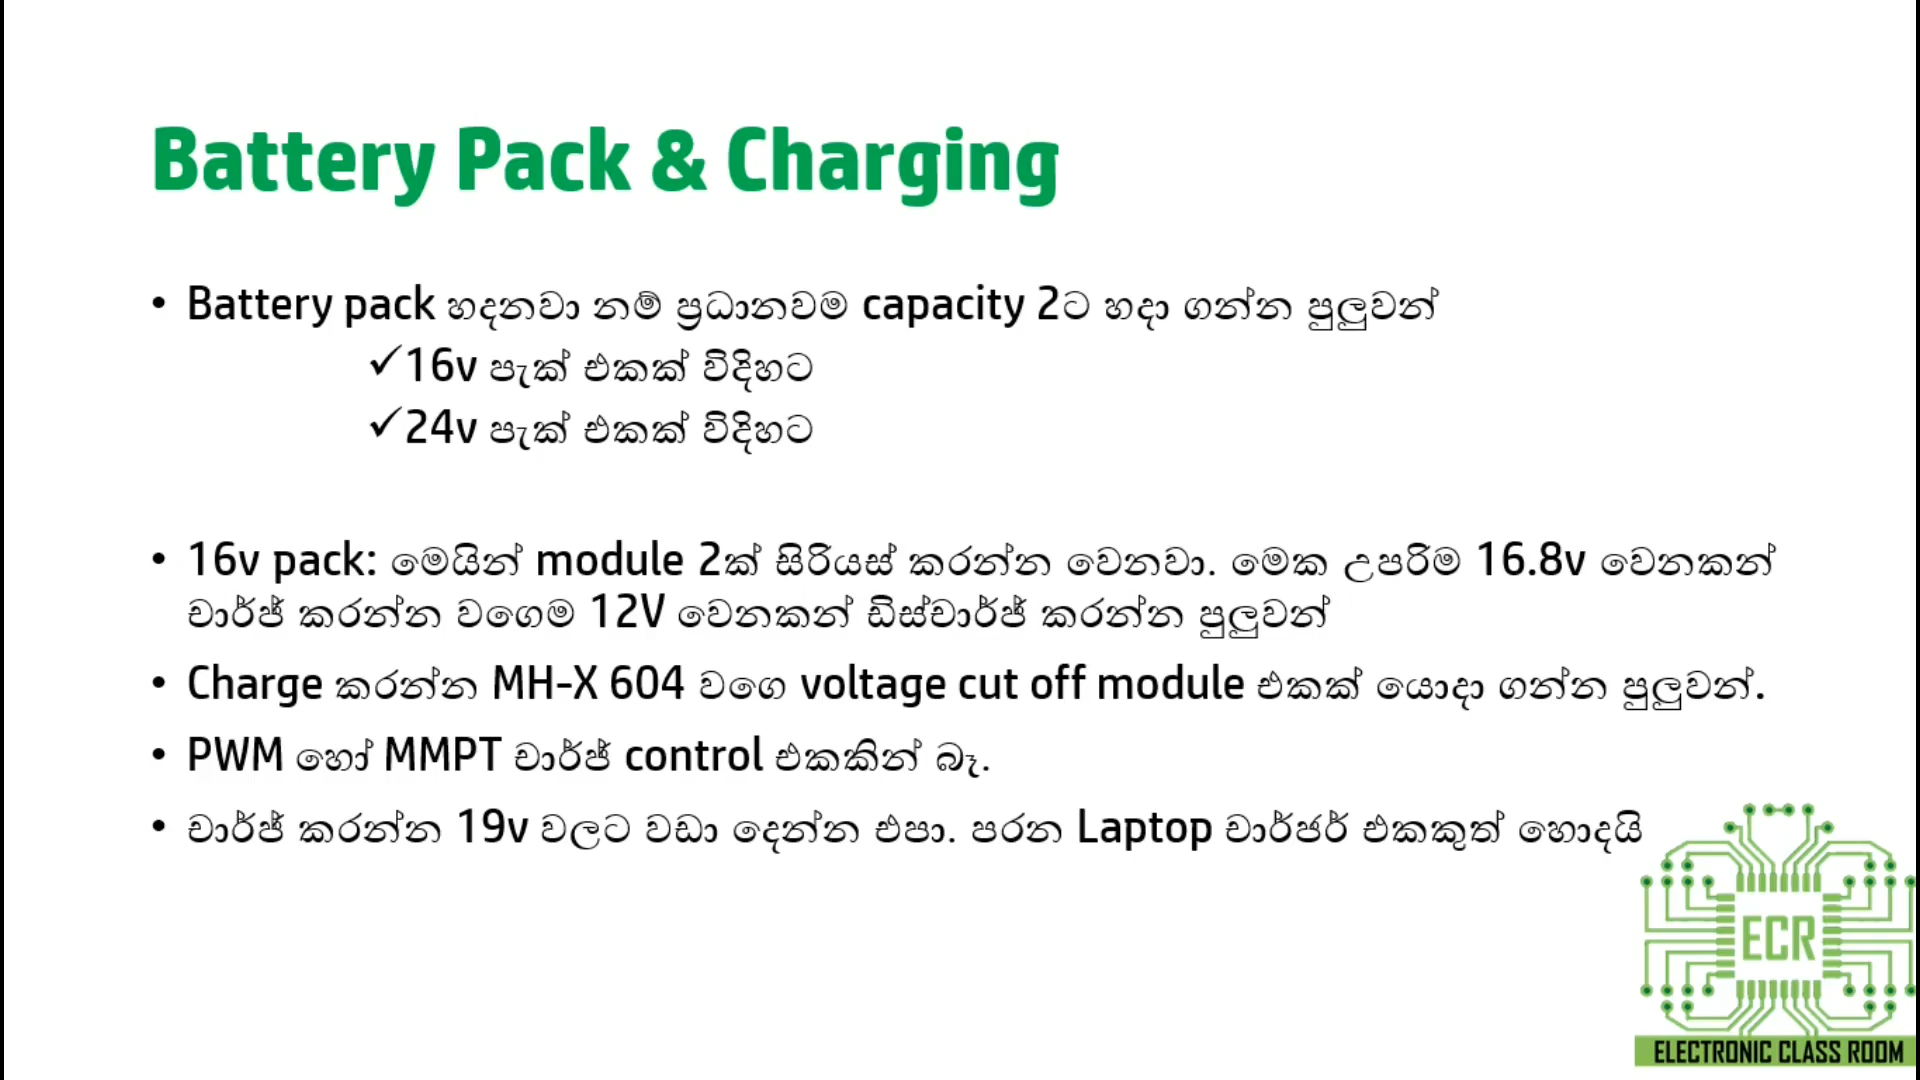 Battery Pack & Charging
• Battery pack හදනවා නම් ප්‍රධානවම capacity 2ට හදා ගන්න පුලුවන්
✓16v පැක් එකක් විදිහට
✓24v පැක් එකක් විදිහට
• 16v pack: මෙයින් module 2ක් සිරියස් කරන්න වෙනවා. මෙක උපරිම 16.8v වෙනකන්
චාර්ජ් කරන්න වගෙම 12V වෙනකන් ඩිස්චාර්ජ් කරන්න පුලුවන්
• Charge කරන්න MH-X 604 වගෙ voltage cut off module එකක් යොදා ගන්න පුලුවන්.
• PWM හෝ MMPT චාර්ජ් control එකකින් බෑ.
• චාර්ජ් කරන්න 19v වලට වඩා දෙන්න එපා. පරන Laptop චාර්ජර් එකකුත් හොදයි
ECR
ELECTRONIC CLASS ROOM